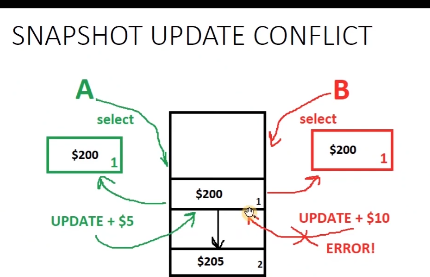 SNAPSHOT UPDATE CONFLICT
A
B
select
select
$200 1
$200 1
$200 1
UPDATE + $5
UPDATE + $10
ERROR!
$205 2